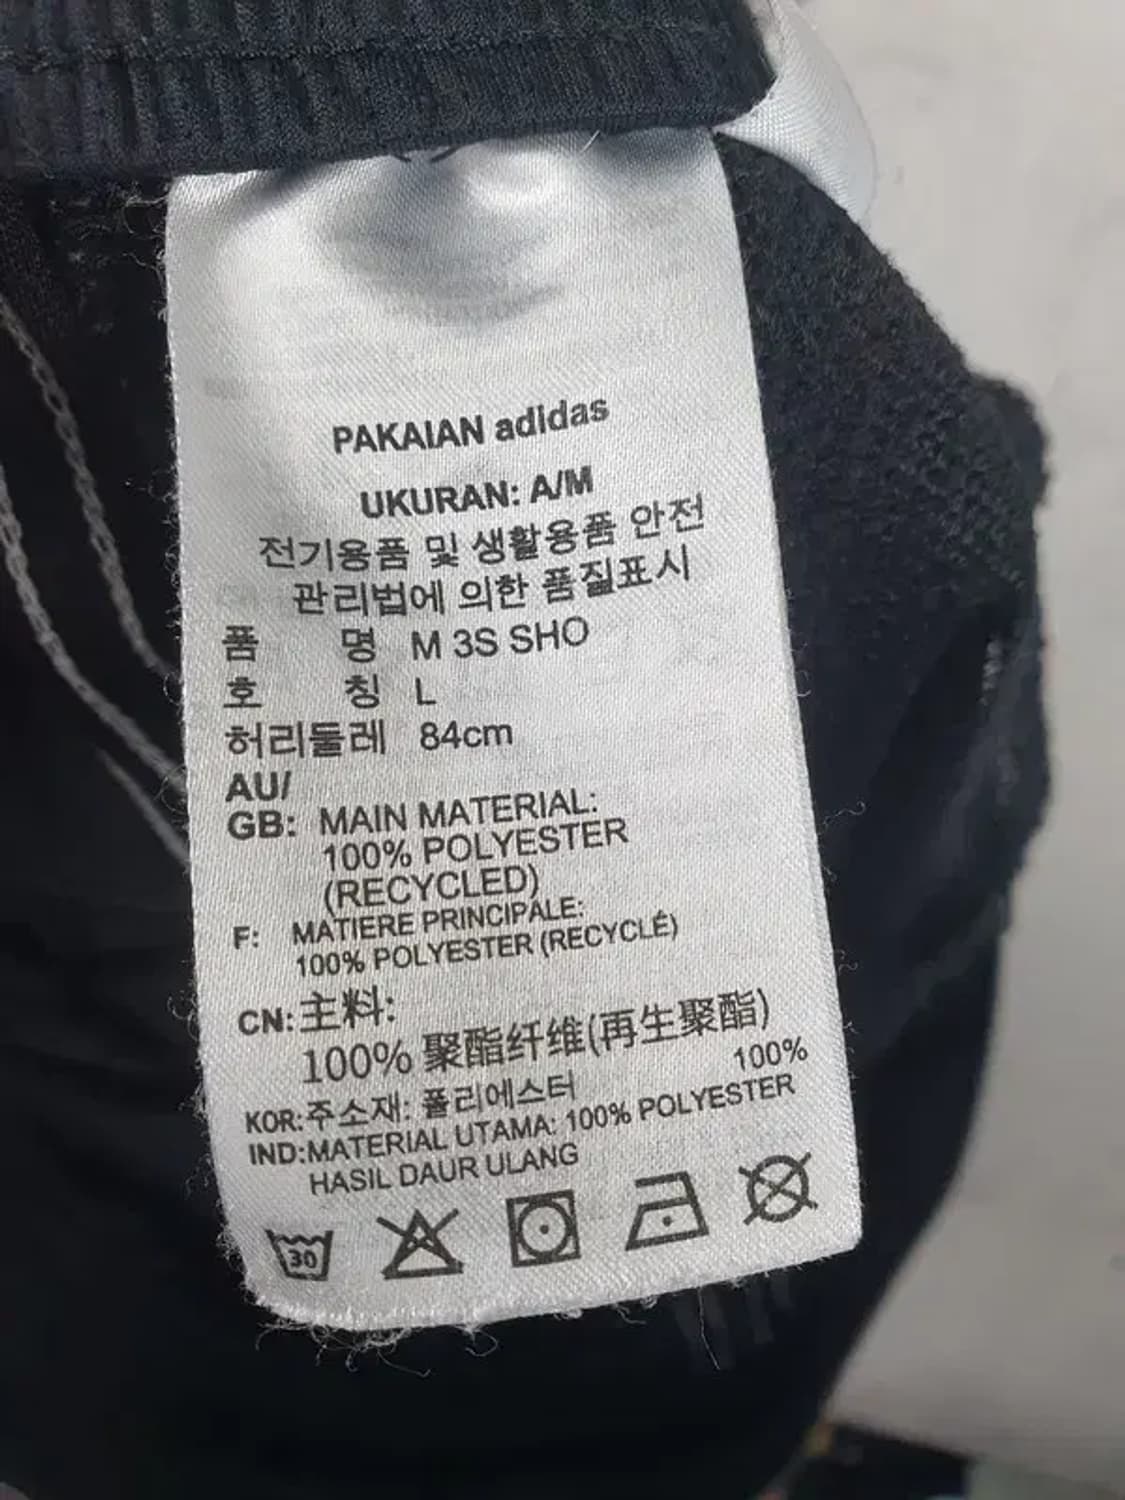 PAKAIAN adidas
UKURAN: A/M
전기용품 및 생활용품 안전
관리법에 의한 품질표시
품 명 M 3S SHO
호 칭 L
허리둘레 84cm
AU/
GB: MAIN MATERIAL:
100% POLYESTER
(RECYCLED)
F: MATIERE PRINCIPALE:
100% POLYESTER (RECYCLÉ)
CN: 主料:
100% 聚酯纤维(再生聚酯)
100%
KOR: 주소재: 폴리에스터
IND: MATERIAL UTAMA: 100% POLYESTER
HASIL DAUR ULANG
30